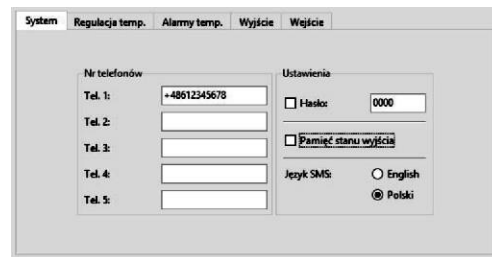 System Regulacja temp. Alarmy temp. Wyjście Wejście
Nr telefonów
Tel. 1: +48612345678
Tel. 2:
Tel. 3:
Tel. 4:
Tel. 5:
Ustawienia
Hasło: 0000
Pamięć stanu wyjścia
Język SMS: English
Polski